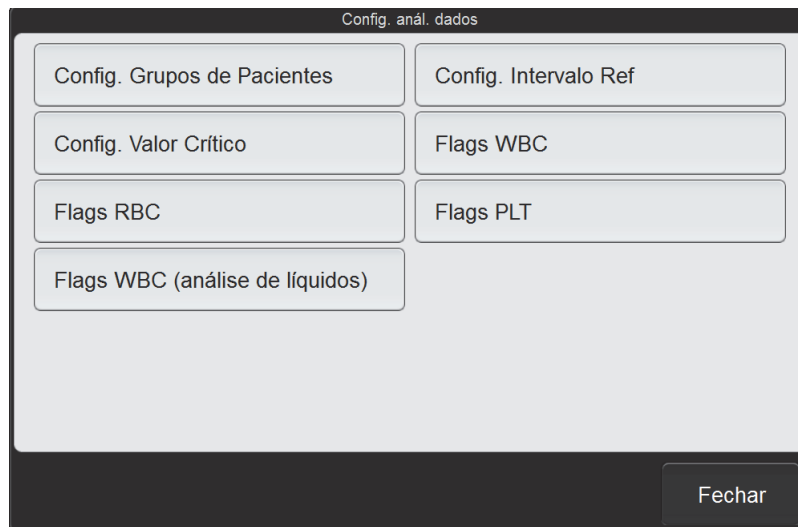 Config. anál. dados
Config. Grupos de Pacientes
Config. Intervalo Ref
Config. Valor Crítico
Flags WBC
Flags RBC
Flags PLT
Flags WBC (análise de líquidos)
Fechar